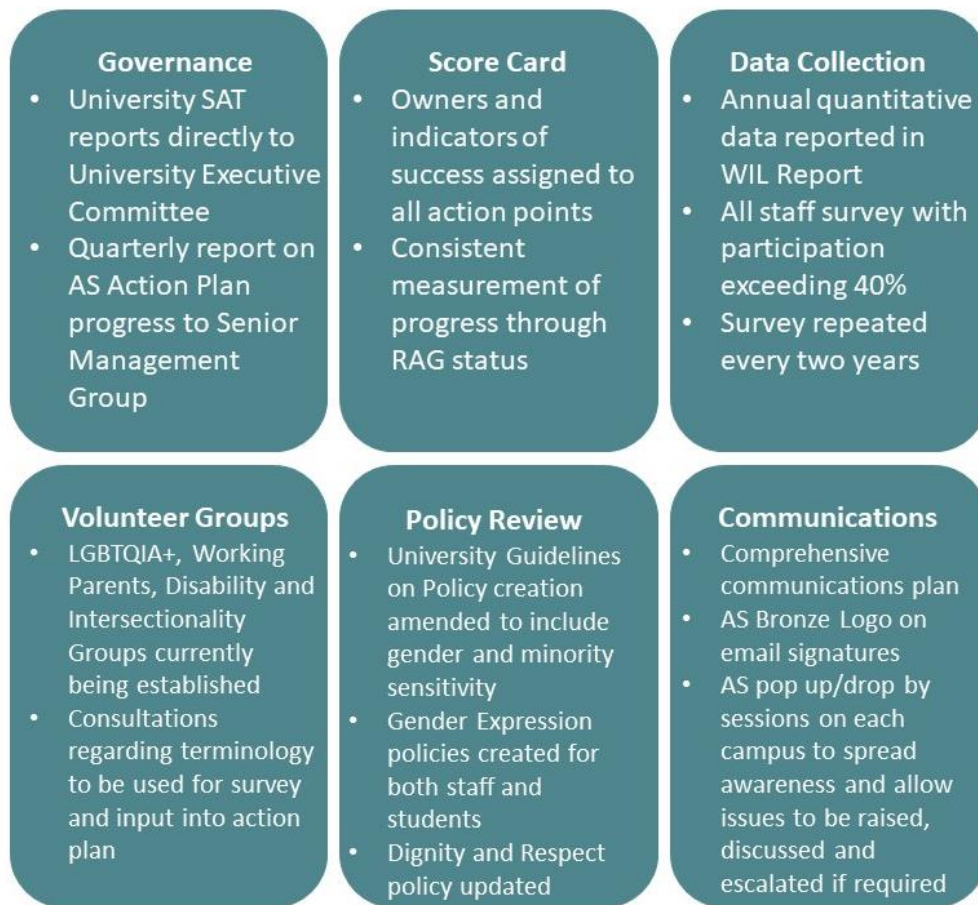 Governance
• University SAT
reports directly to
University Executive
Committee
• Quarterly report on
AS Action Plan
progress to Senior
Management
Group
Score Card
• Owners and
indicators of
success assigned to
all action points
• Consistent
measurement of
progress through
RAG status
Data Collection
• Annual quantitative
data reported in
WIL Report
• All staff survey with
participation
exceeding 40%
• Survey repeated
every two years
Volunteer Groups
• LGBTQIA+, Working
Parents, Disability and
Intersectionality
Groups currently
being established
• Consultations
regarding terminology
to be used for survey
and input into action
plan
Policy Review
• University Guidelines
on Policy creation
amended to include
gender and minority
sensitivity
• Gender Expression
policies created for
both staff and
students
• Dignity and Respect
policy updated
Communications
• Comprehensive
communications plan
• AS Bronze Logo on
email signatures
• AS pop up/drop by
sessions on each
campus to spread
awareness and allow
issues to be raised,
discussed and
escalated if required